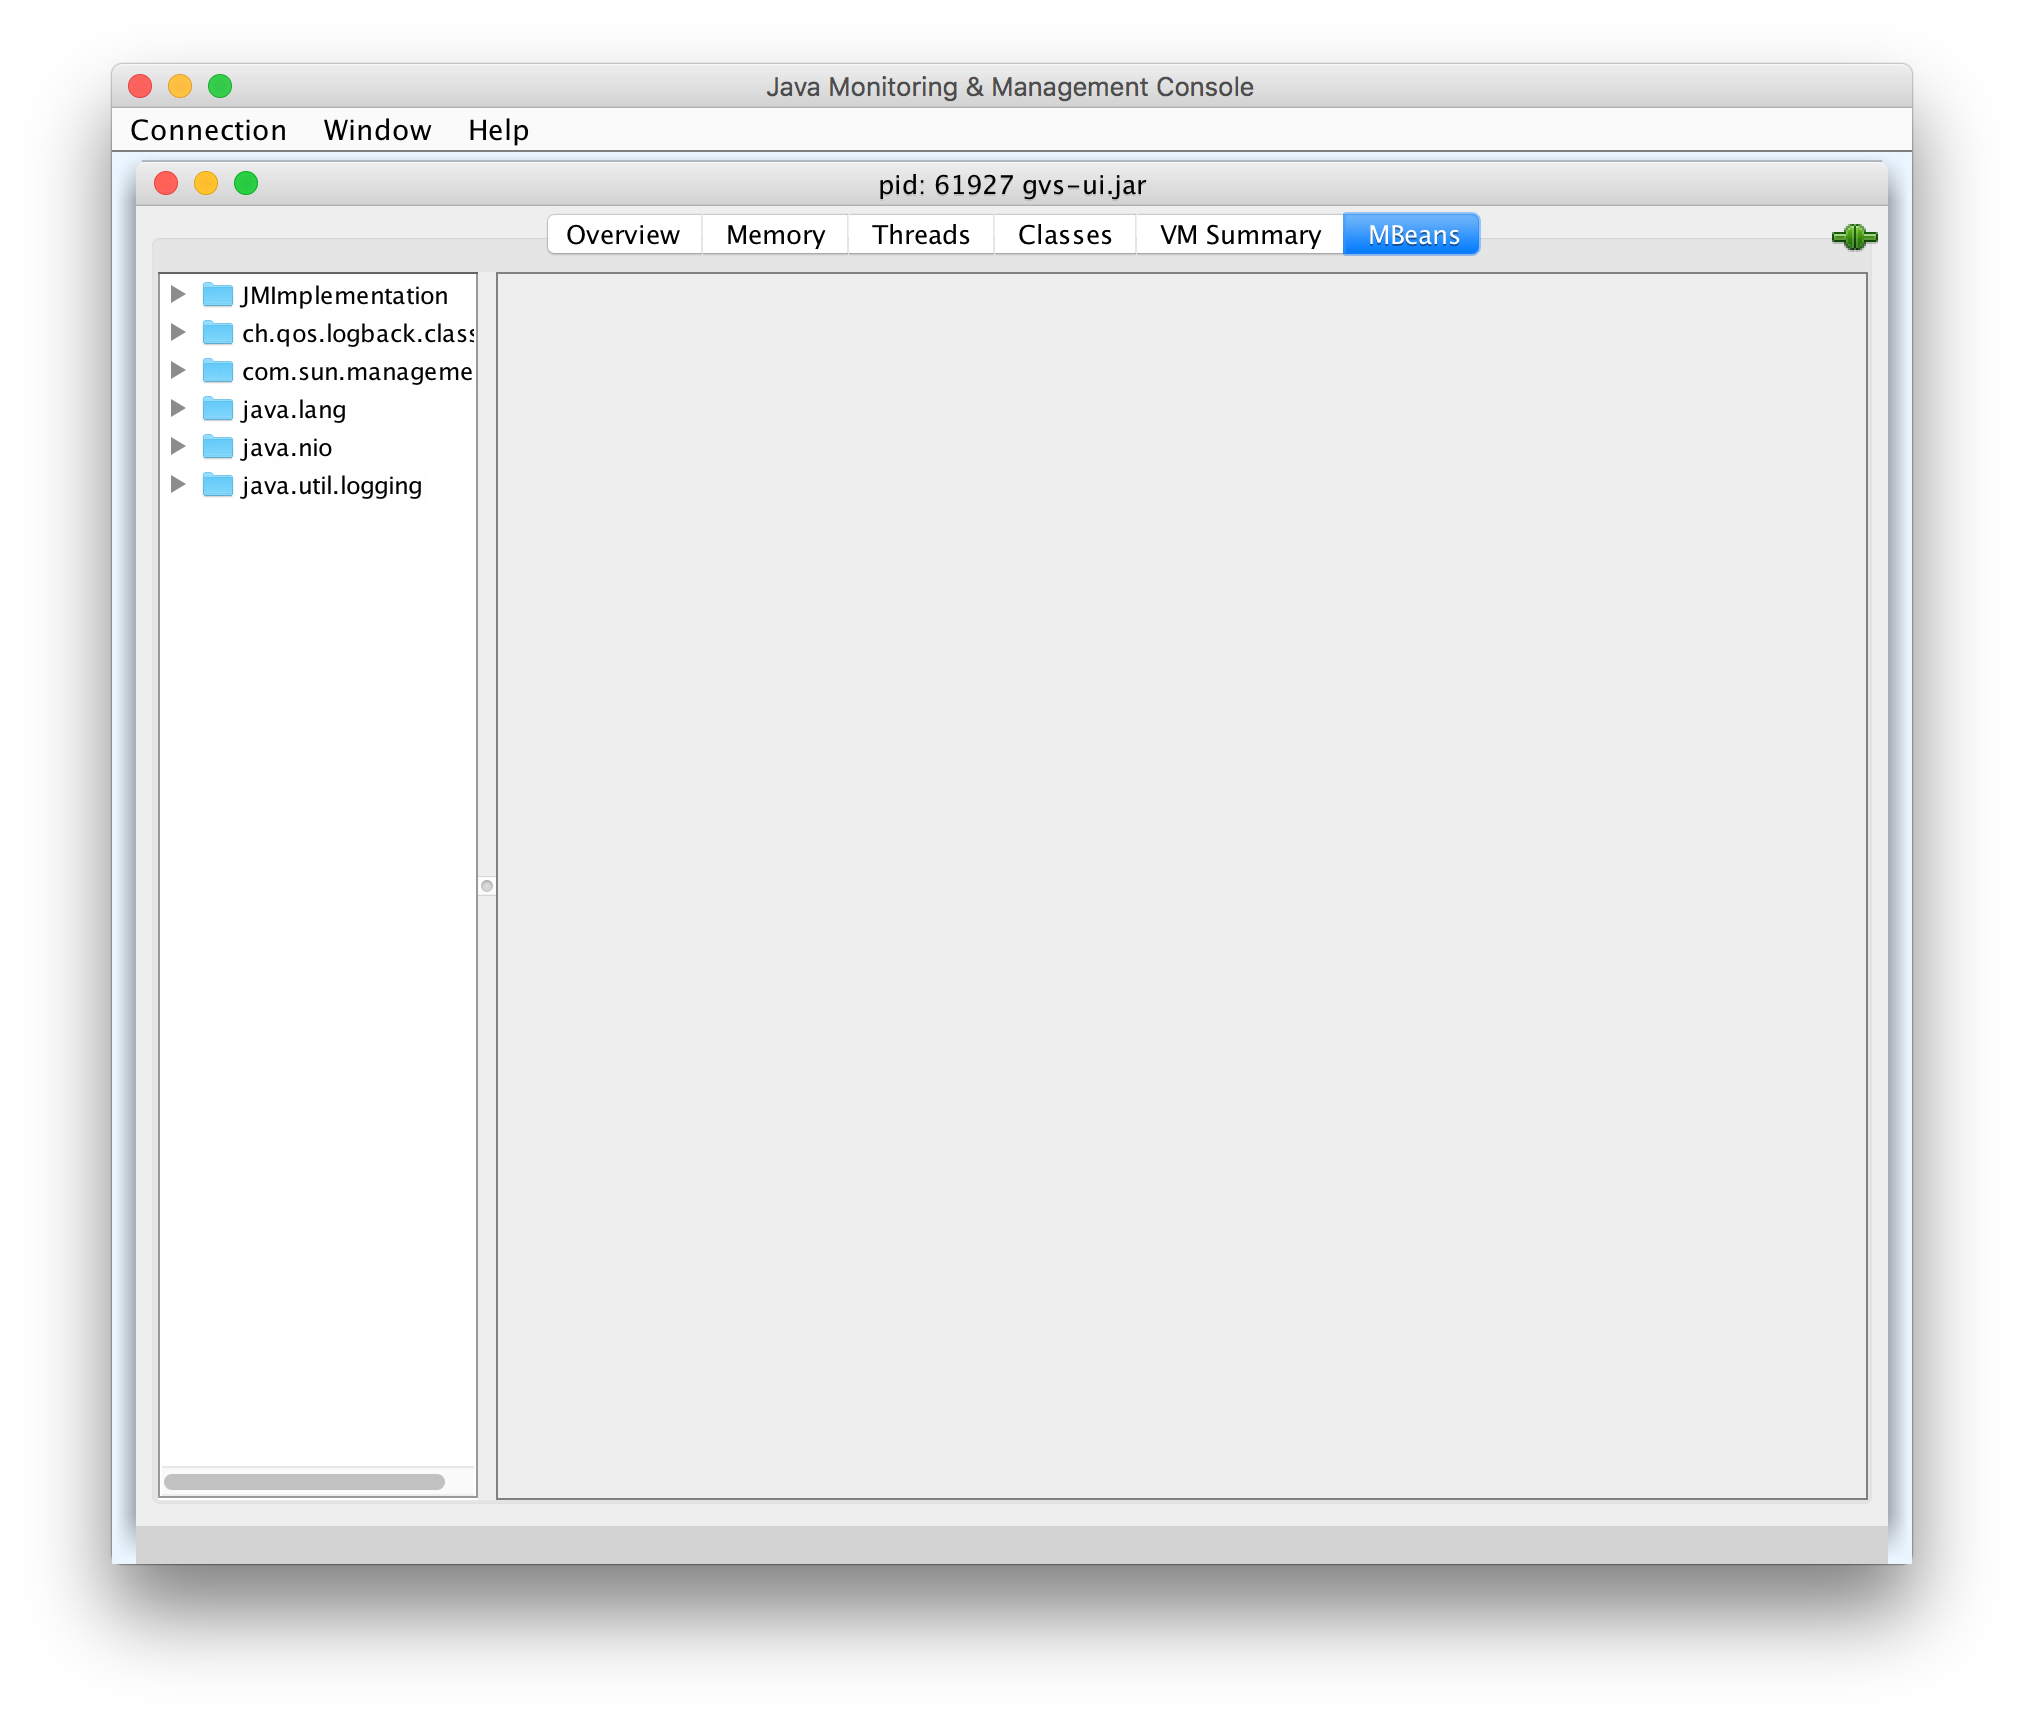 Java Monitoring & Management Console
Connection Window Help
pid: 61927 gvs-ui.jar
Overview Memory Threads Classes VM Summary MBeans
JMImplementation
ch.qos.logback.clas
com.sun.manageme
java.lang
java.nio
java.util.logging